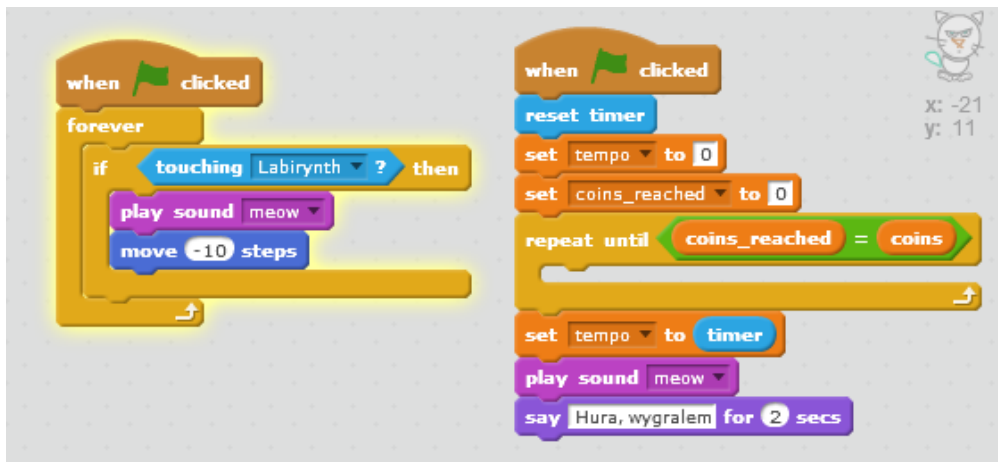 when clicked
forever
if touching Labirynth ? then
play sound meow
move -10 steps
when clicked
reset timer
set tempo to 0
set coins_reached to 0
repeat until coins_reached = coins
set tempo to timer
play sound meow
say Hura, wygralem for 2 secs
x: -21
y: 11